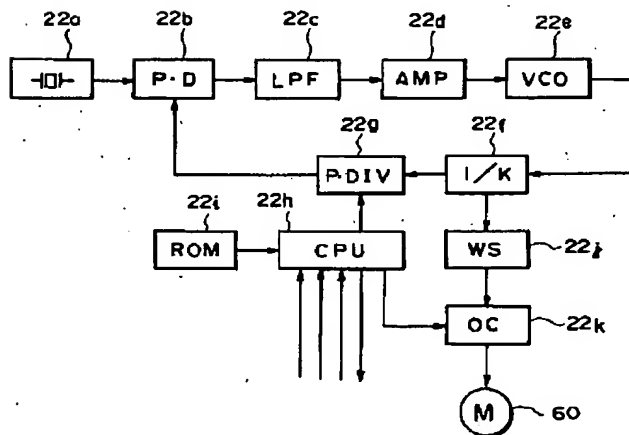 22a 22b 22c 22d 22e
P·D LPF AMP VCO
22g 22f
P·DIV 1/K
22i 22h
ROM CPU WS 22j
OC 22k
M 60